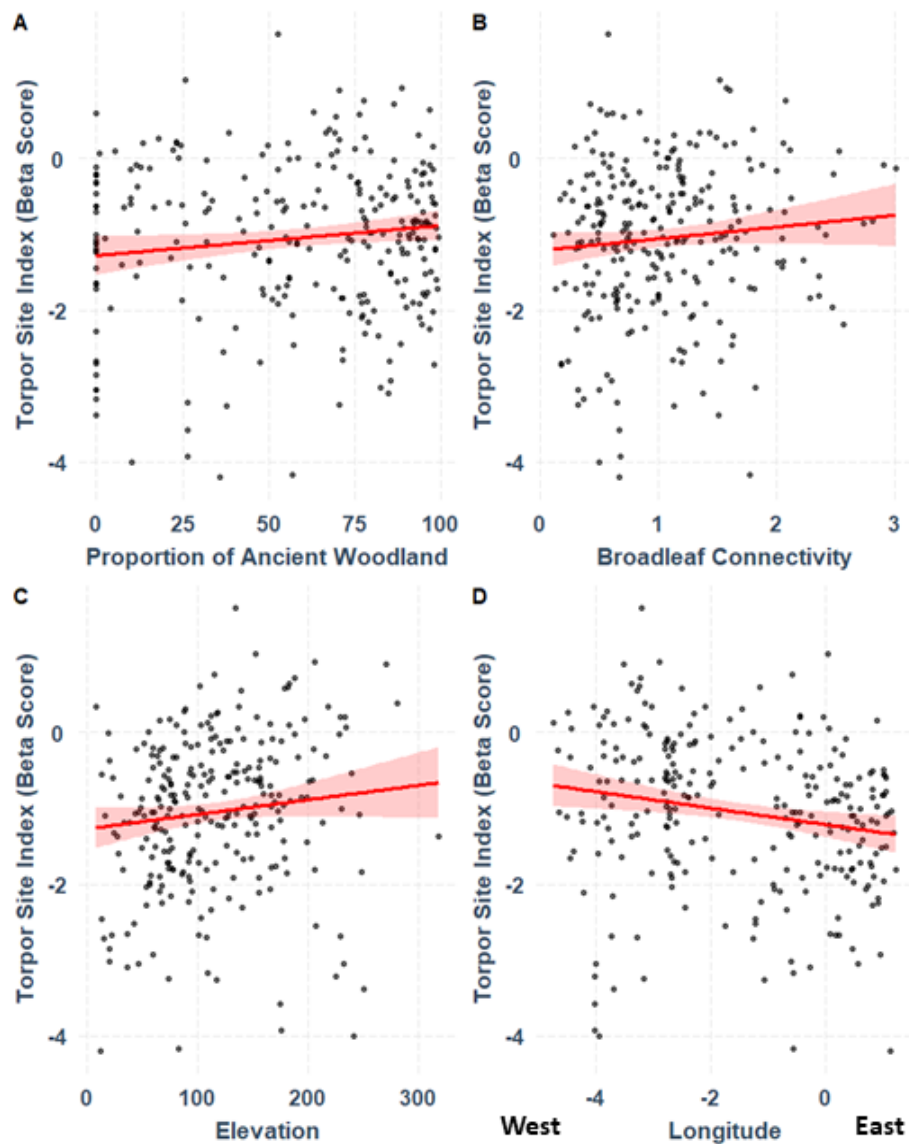 A
Torpor Site Index (Beta Score)
0
-2
-4
0 25 50 75 100
Proportion of Ancient Woodland
B
Torpor Site Index (Beta Score)
0
-2
-4
0 1 2 3
Broadleaf Connectivity
C
Torpor Site Index (Beta Score)
0
-2
-4
0 100 200 300
Elevation
D
Torpor Site Index (Beta Score)
0
-2
-4
-4 -2 0
West Longitude East